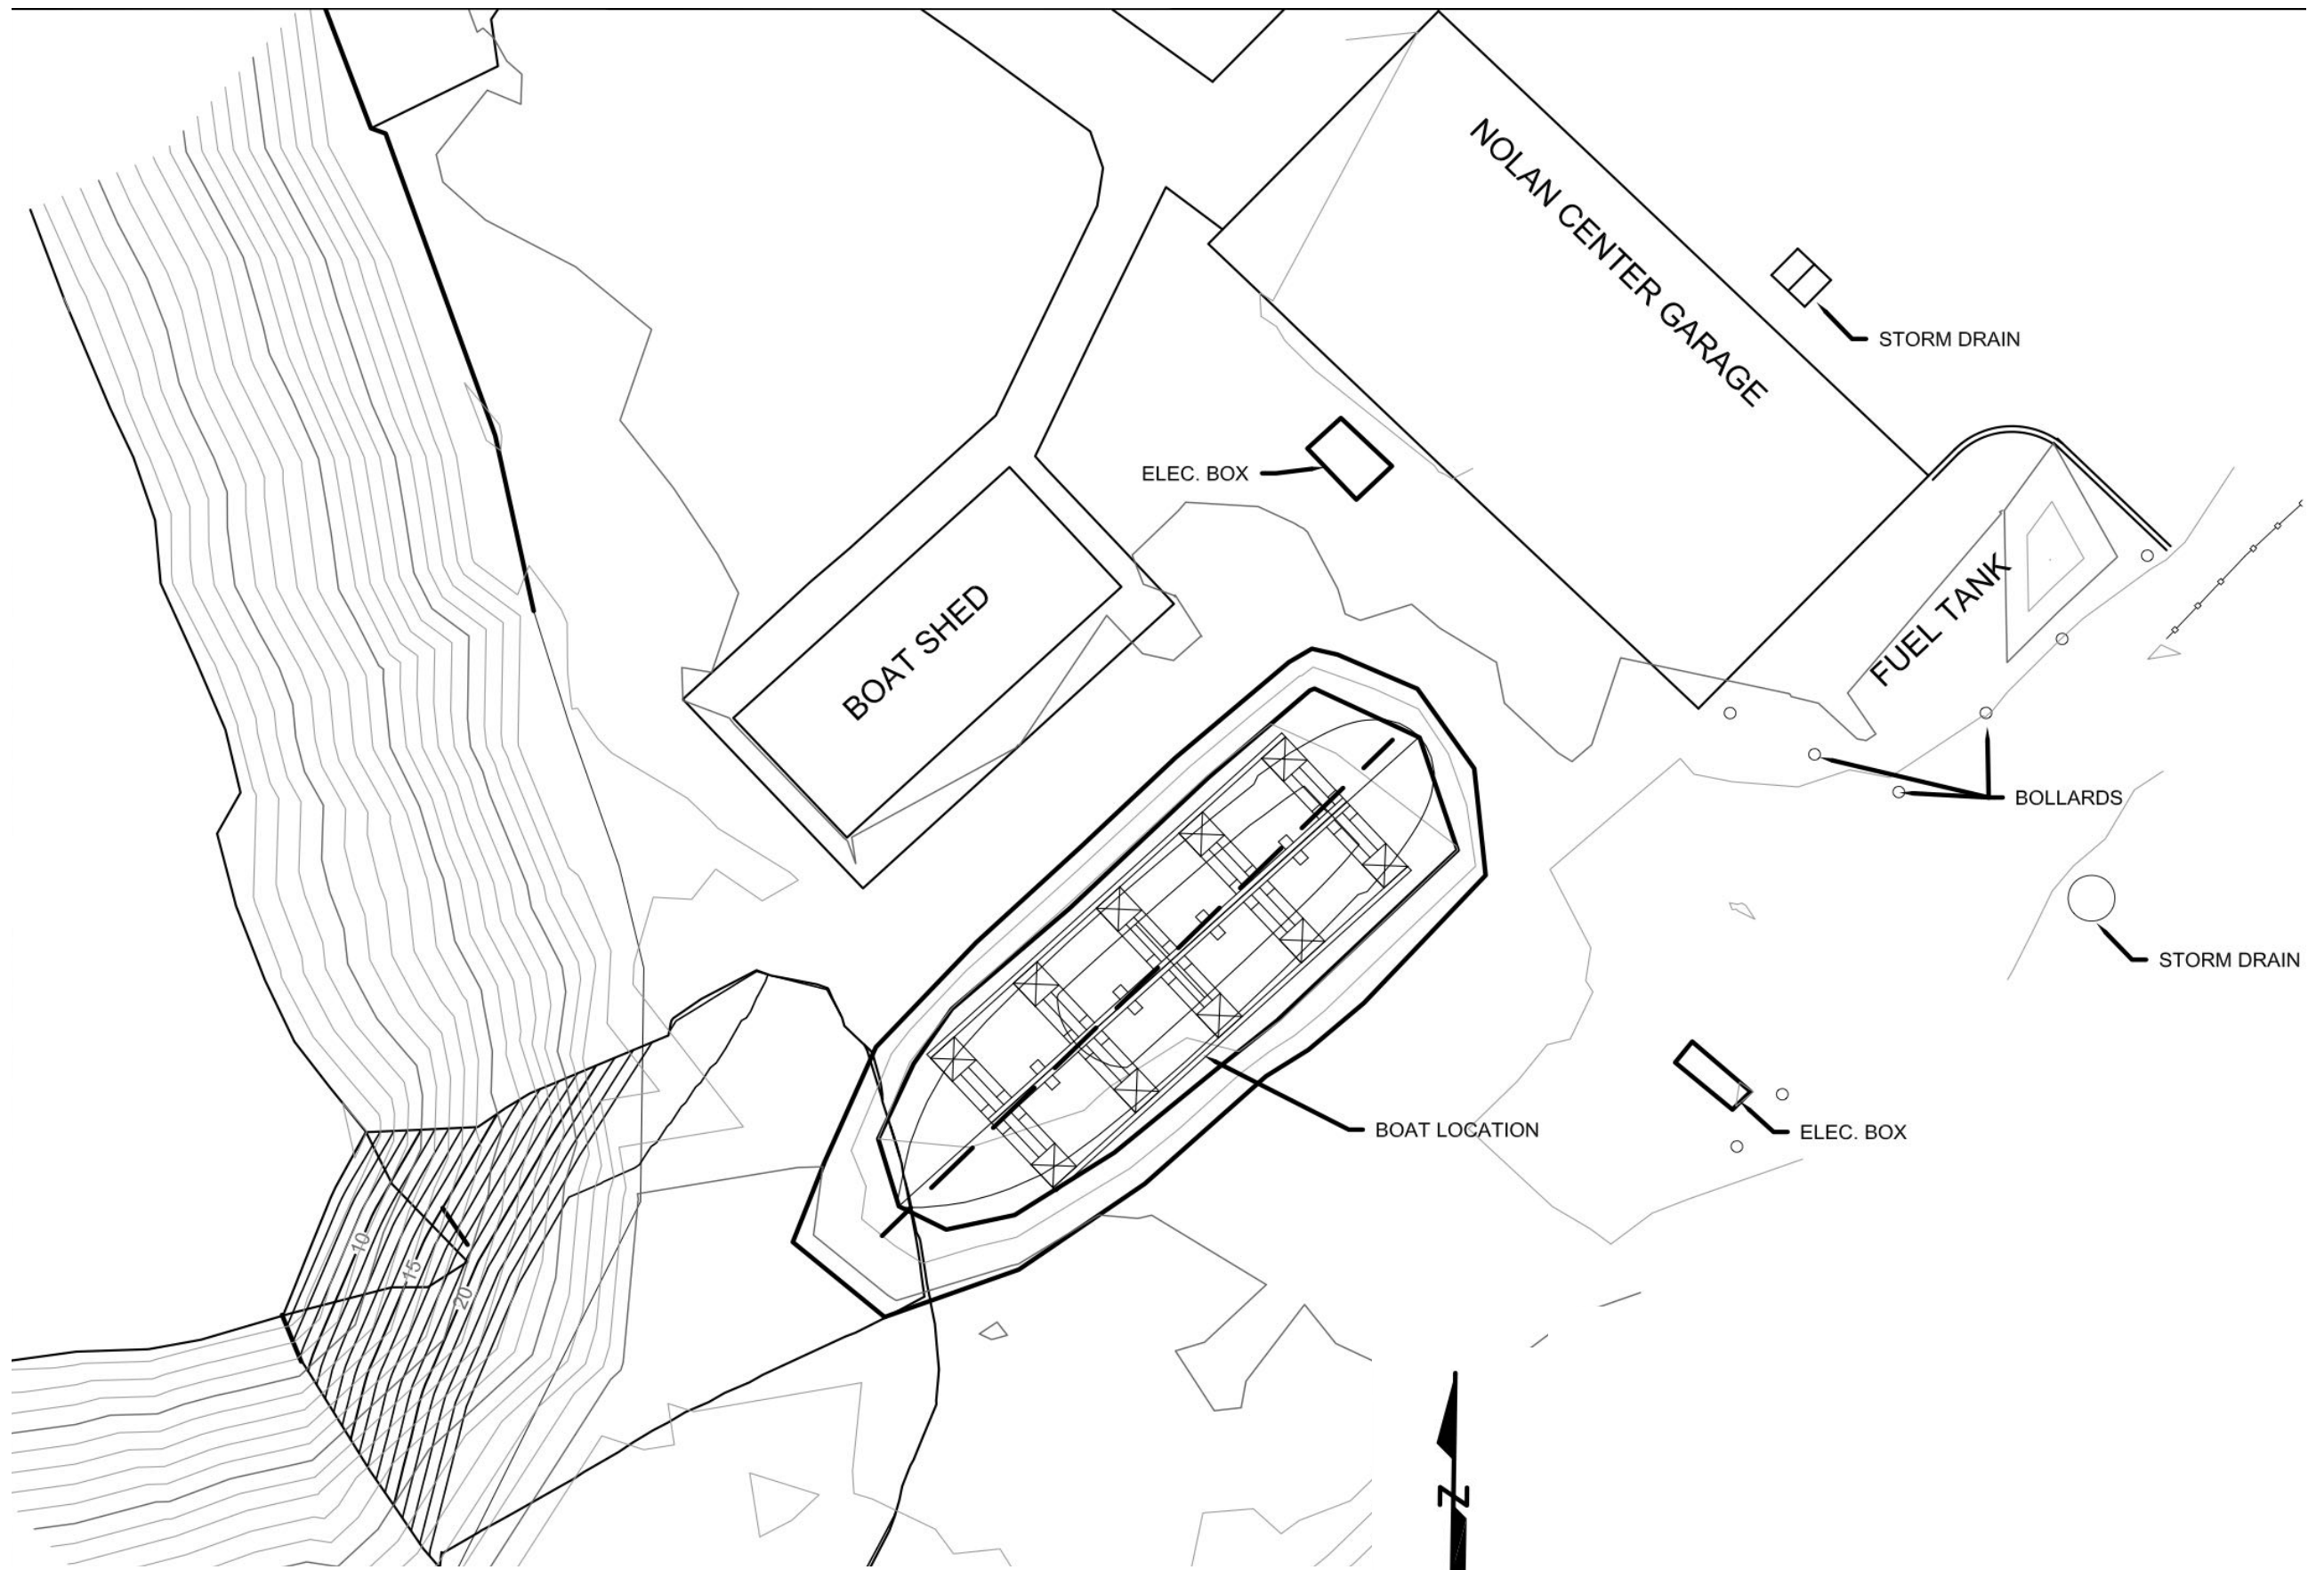 NOLAN CENTER GARAGE
STORM DRAIN
ELEC. BOX
BOAT SHED
FUEL TANK
BOLLARDS
STORM DRAIN
BOAT LOCATION
ELEC. BOX
10
15
20
N